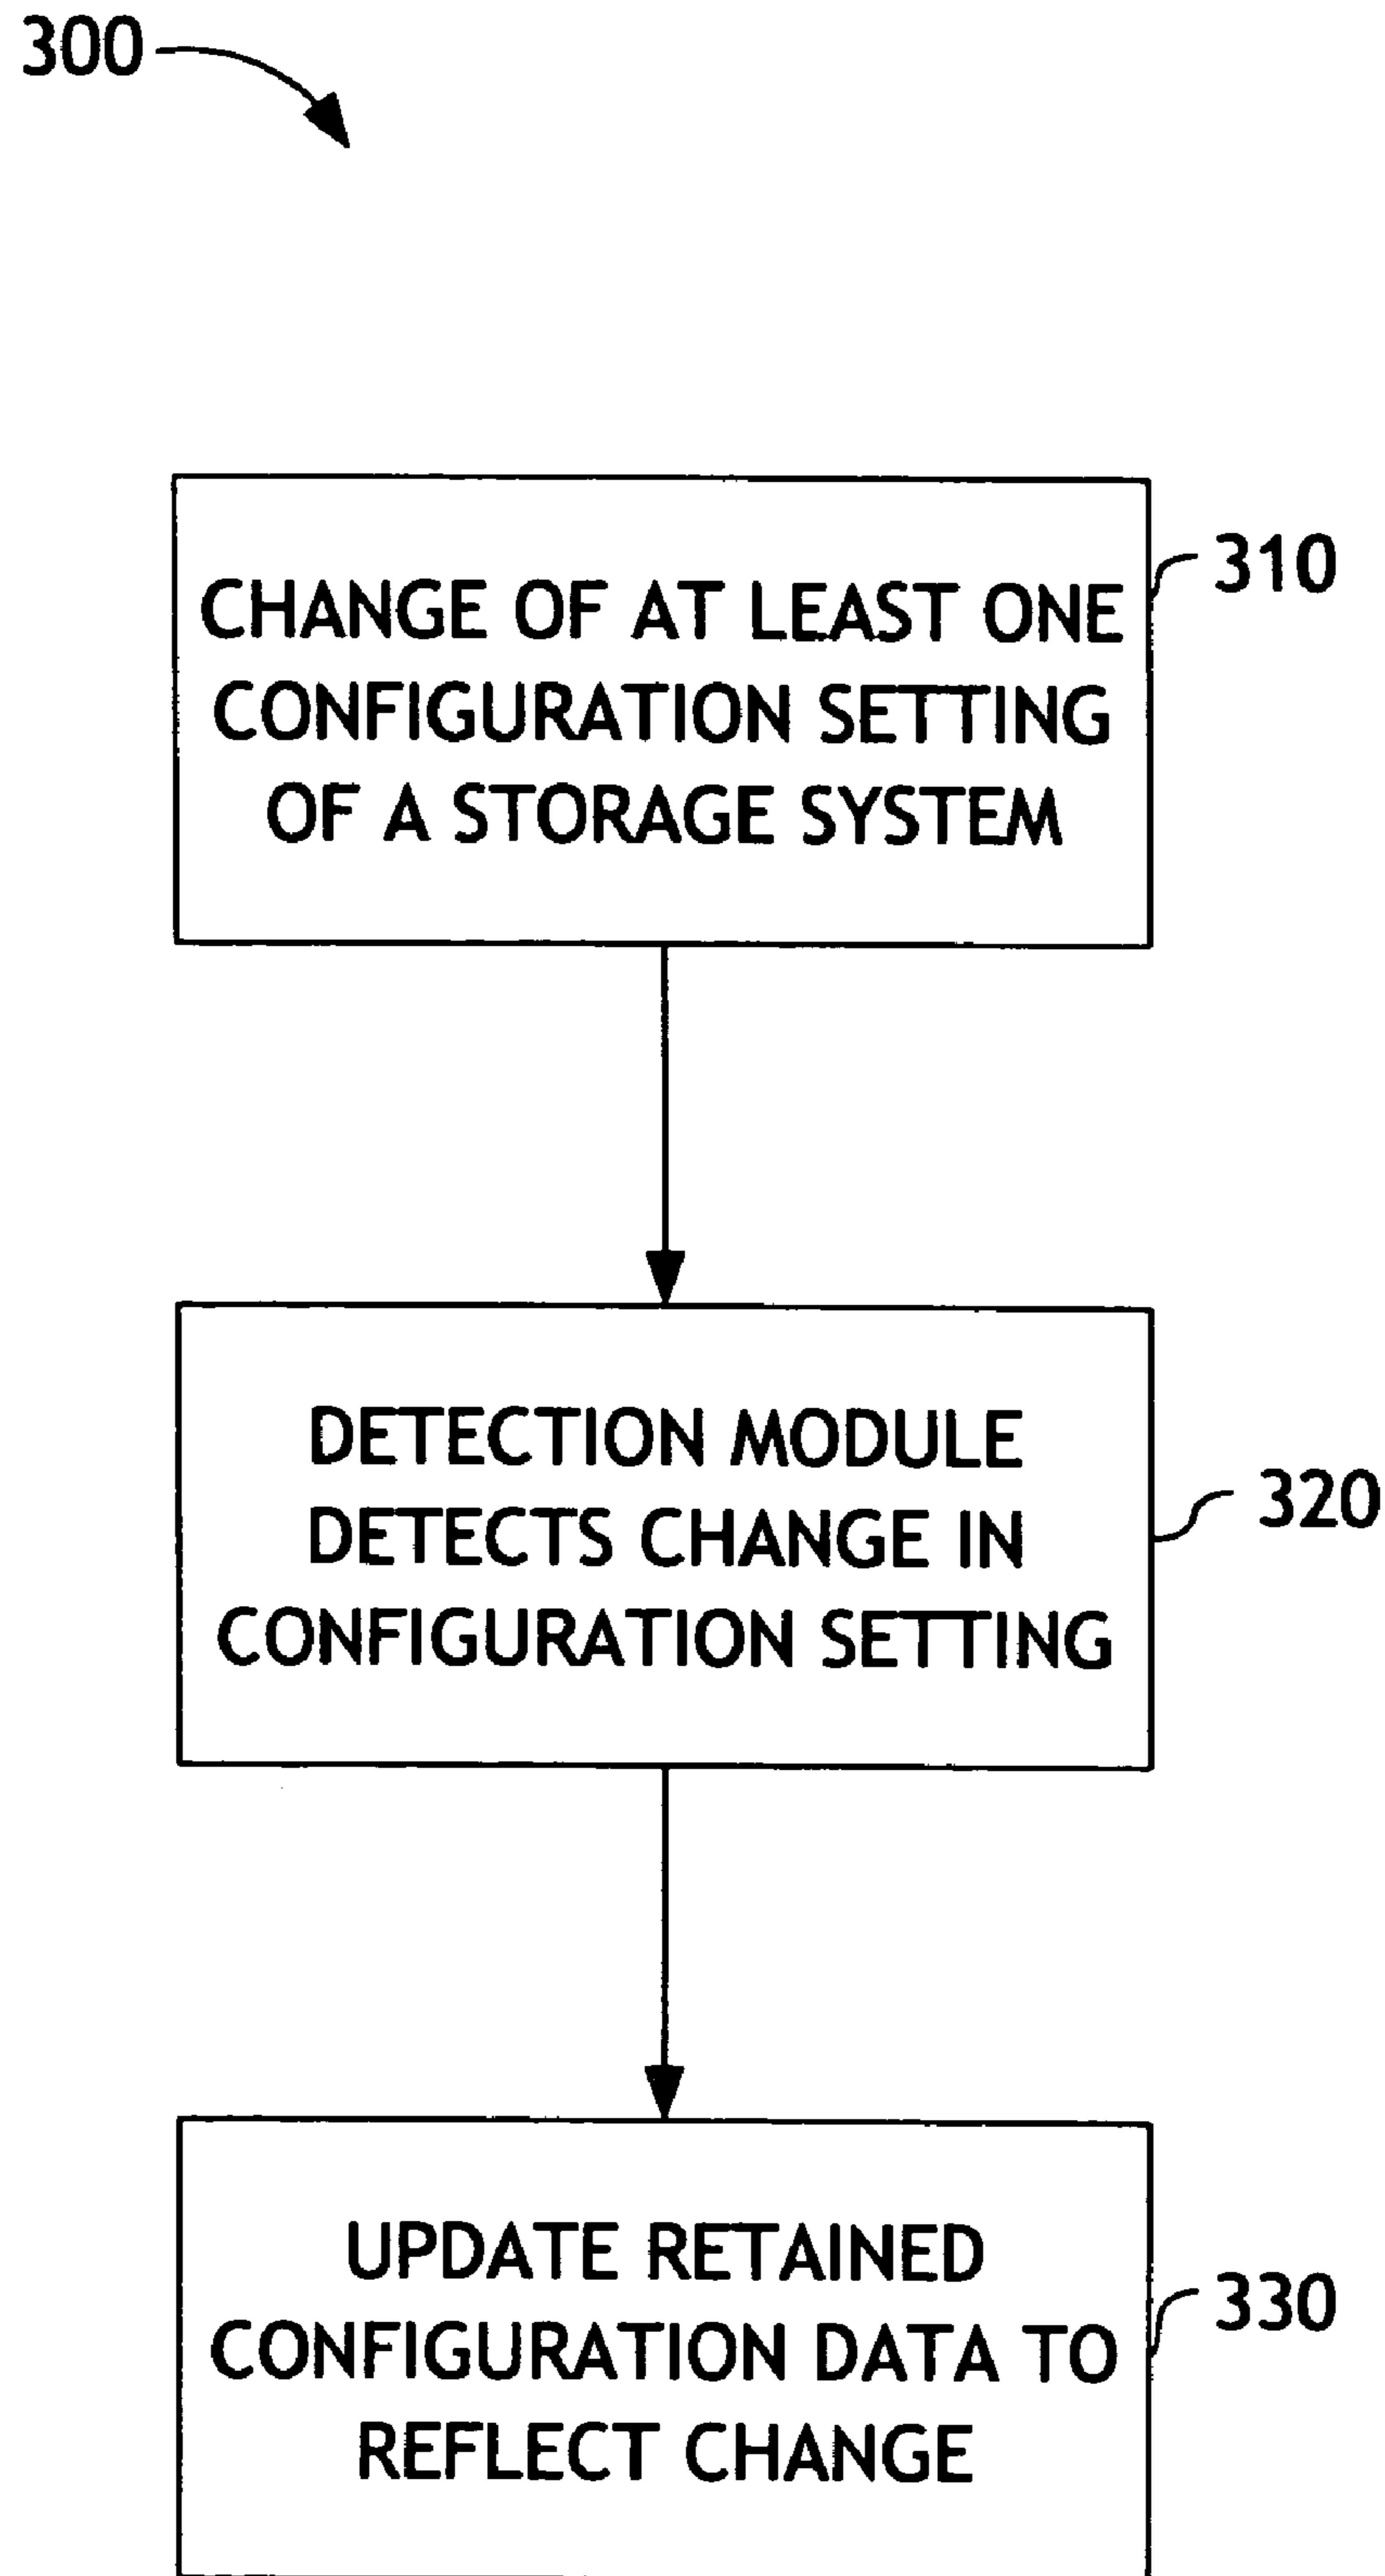 300
CHANGE OF AT LEAST ONE
CONFIGURATION SETTING
OF A STORAGE SYSTEM
310
DETECTION MODULE
DETECTS CHANGE IN
CONFIGURATION SETTING
320
UPDATE RETAINED
CONFIGURATION DATA TO
REFLECT CHANGE
330